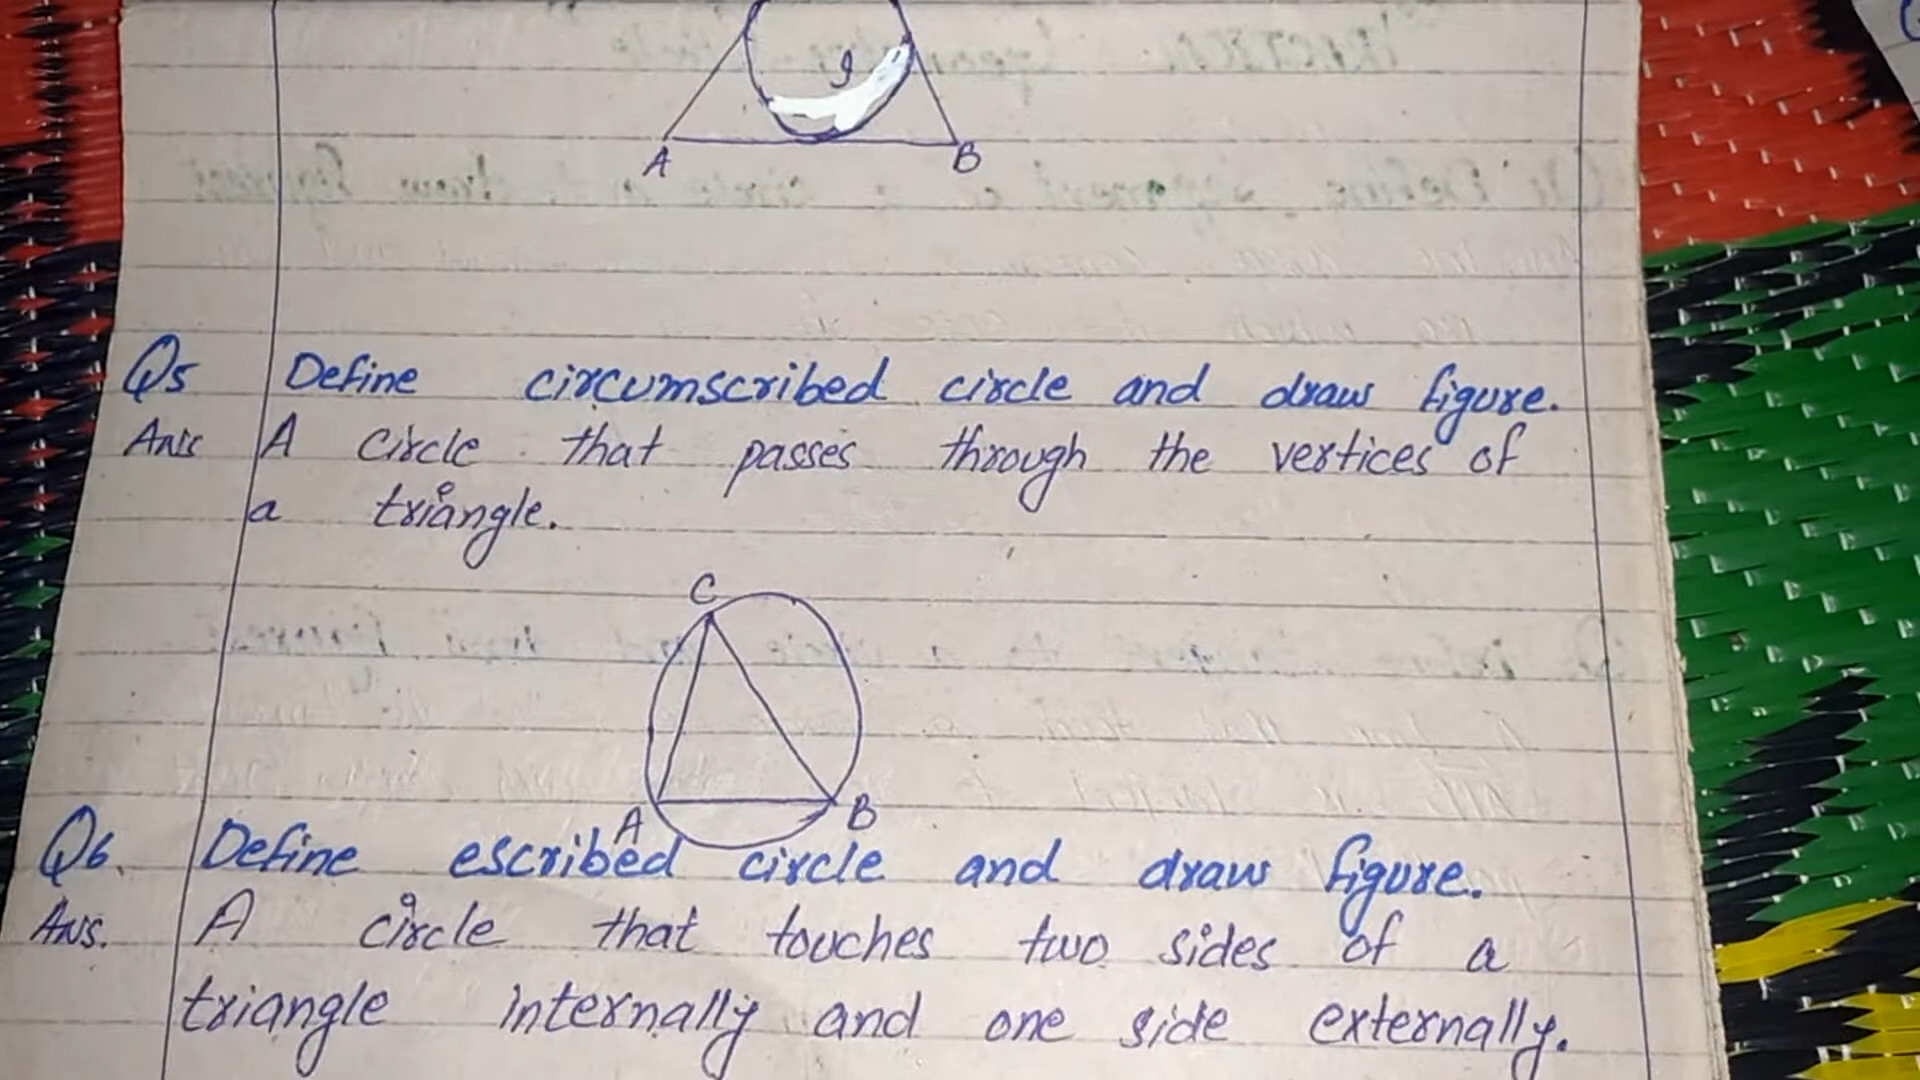 I
A B
Q5 Define circumscribed circle and draw figure.
Ans A circle that passes through the vertices of
a triangle.
C
A B
Q6. Define escribed circle and draw figure.
Ans. A circle that touches two sides of a
triangle internally and one side externally.